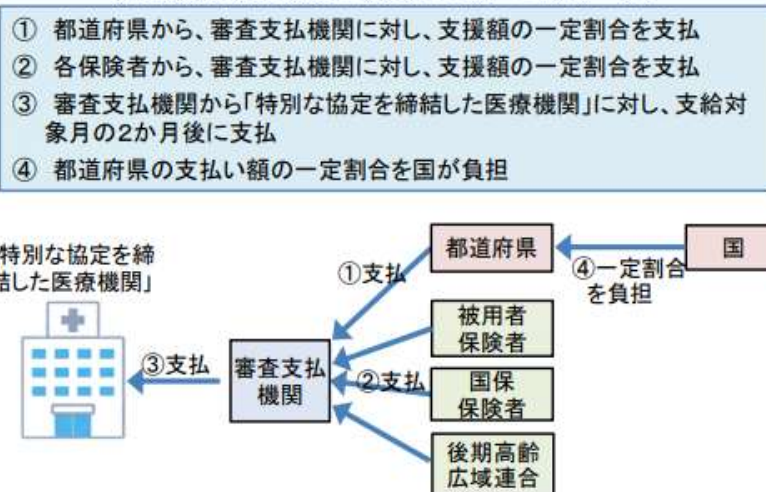 ① 都道府県から、審査支払機関に対し、支援額の一定割合を支払
② 各保険者から、審査支払機関に対し、支援額の一定割合を支払
③ 審査支払機関から「特別な協定を締結した医療機関」に対し、支給対
象月の2か月後に支払
④ 都道府県の支払い額の一定割合を国が負担
特別な協定を締
結した医療機関」
①支払
都道府県
④一定割合
を負担
国
被用者
保険者
③支払
審査支払
機関
②支払
国保
保険者
後期高齢
広域連合